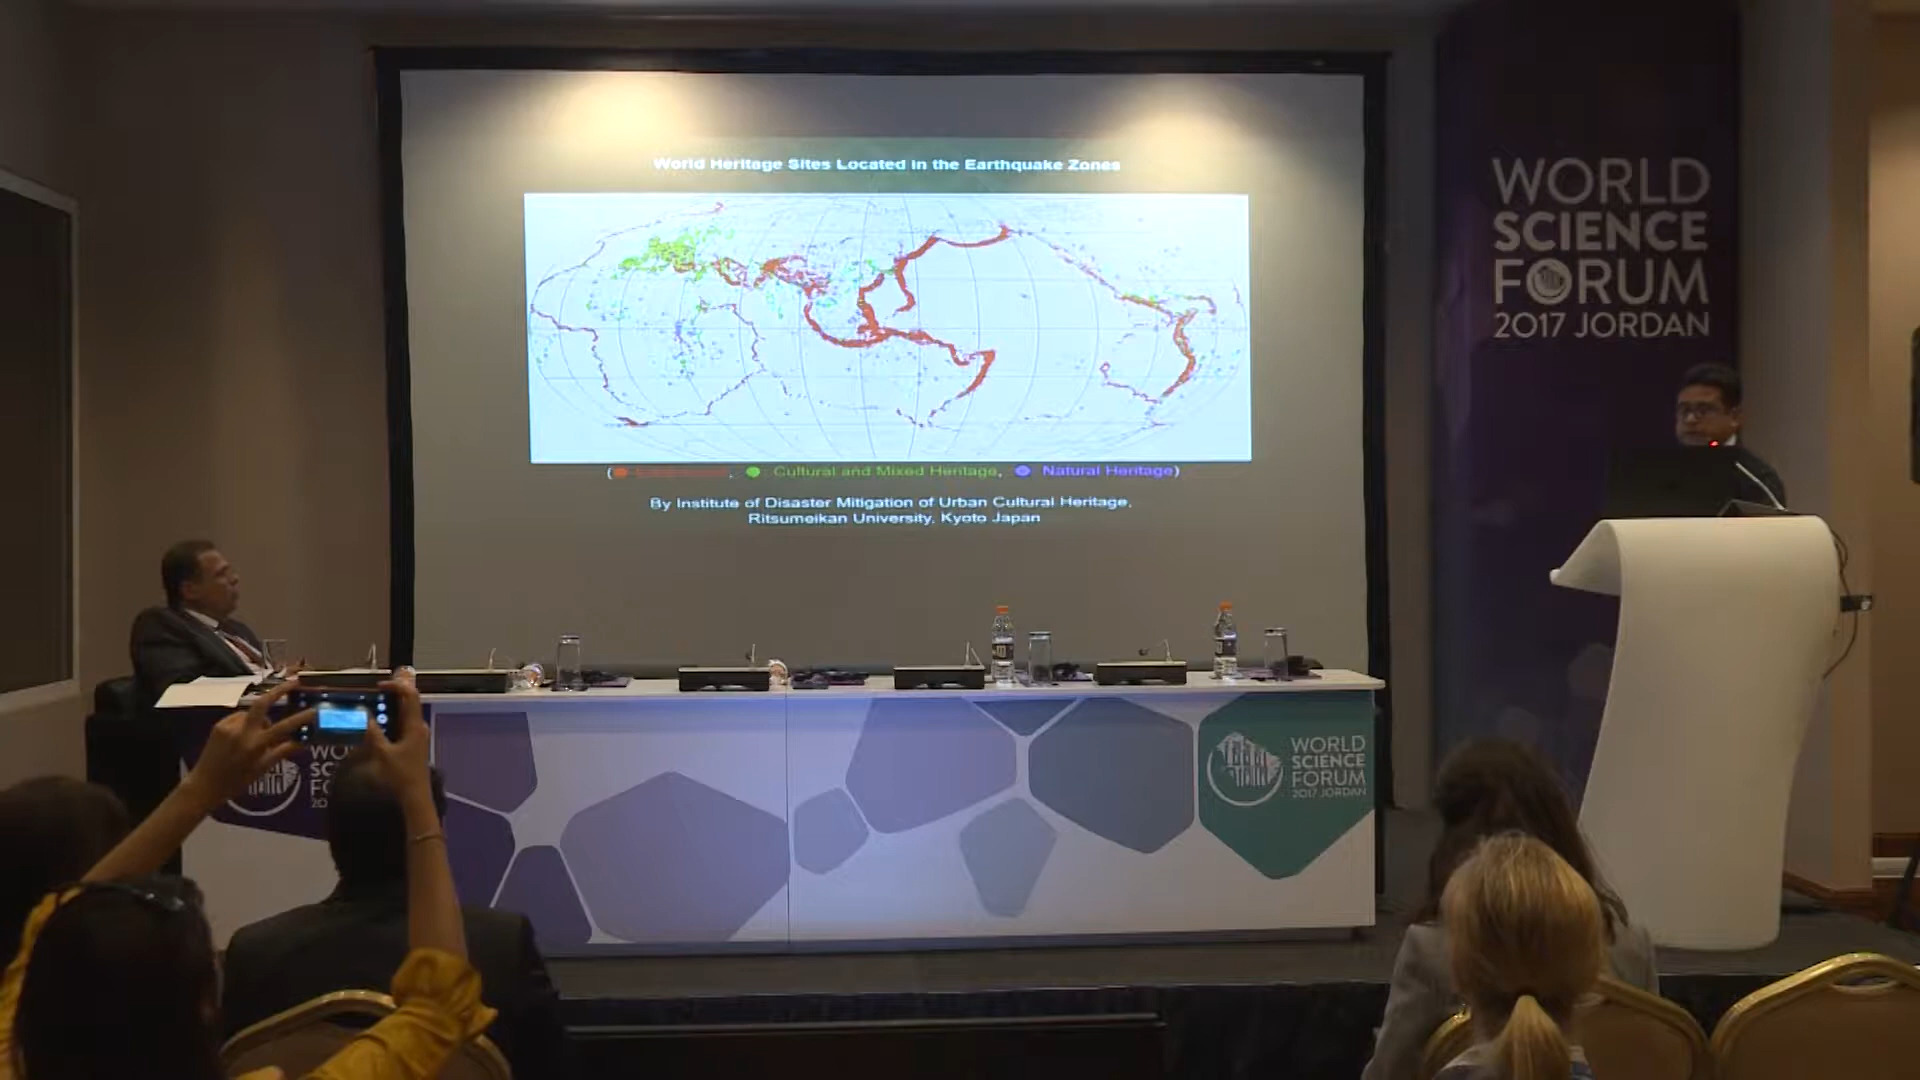 World Heritage Sites Located in the Earthquake Zones
Cultural and Mixed Heritage,
Natural Heritage)
By Institute of Disaster Mitigation of Urban Cultural Heritage,
Ritsumeikan University, Kyoto Japan
WORLD
SCIENCE
FORUM
2017 JORDAN
WORLD
SCIENCE
FORUM
2017 JORDAN